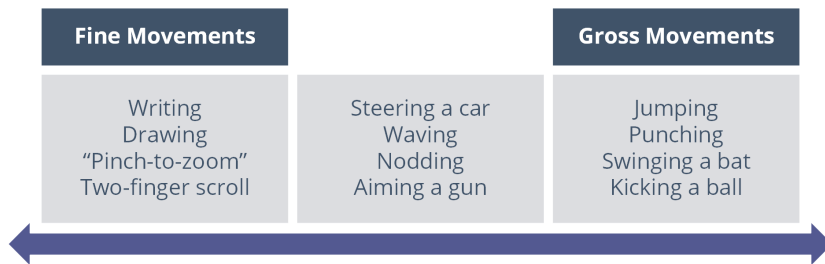 Fine Movements
Gross Movements
Writing
Drawing
“Pinch-to-zoom”
Two-finger scroll
Steering a car
Waving
Nodding
Aiming a gun
Jumping
Punching
Swinging a bat
Kicking a ball